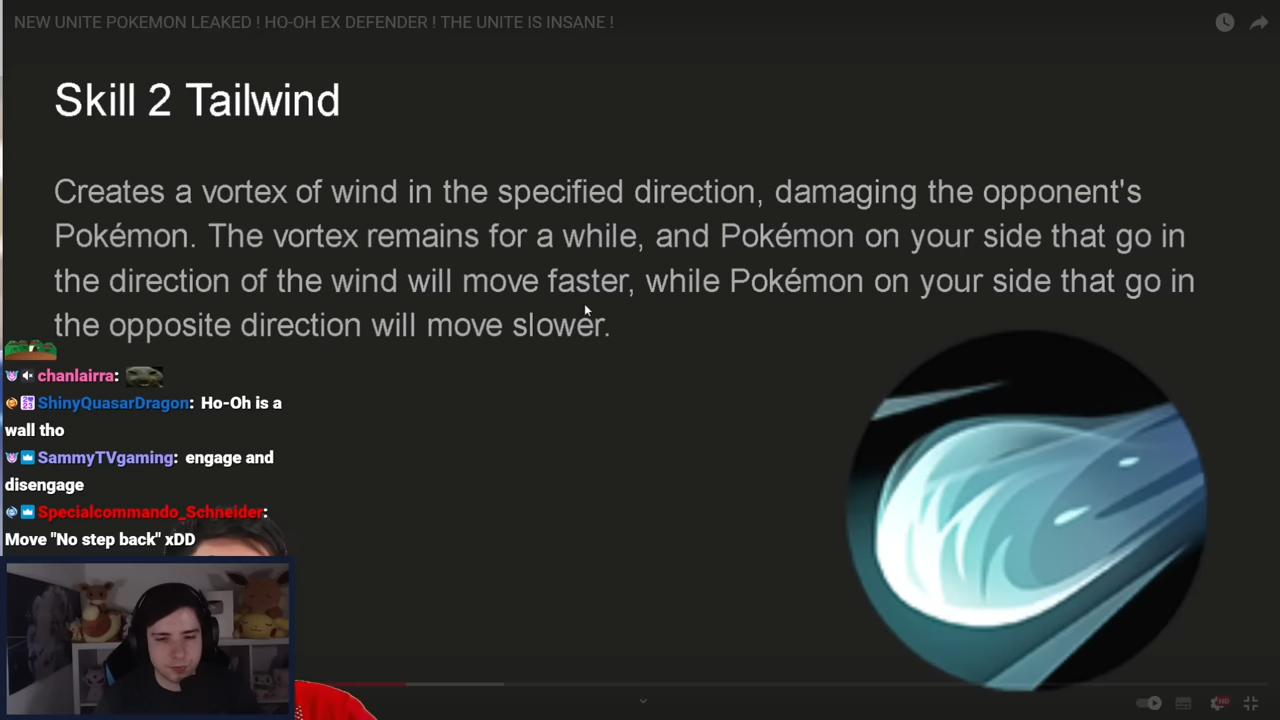 NEW UNITE POKEMON LEAKED ! HO-OH EX DEFENDER ! THE UNITE IS INSANE !
Skill 2 Tailwind
Creates a vortex of wind in the specified direction, damaging the opponent's
Pokémon. The vortex remains for a while, and Pokémon on your side that go in
the direction of the wind will move faster, while Pokémon on your side that go in
the opposite direction will move slower.
chanlairra:
ShinyQuasarDragon: Ho-Oh is a
wall tho
SammyTVgaming: engage and
disengage
Specialcommando_Schneider:
Move "No step back" xDD
HD